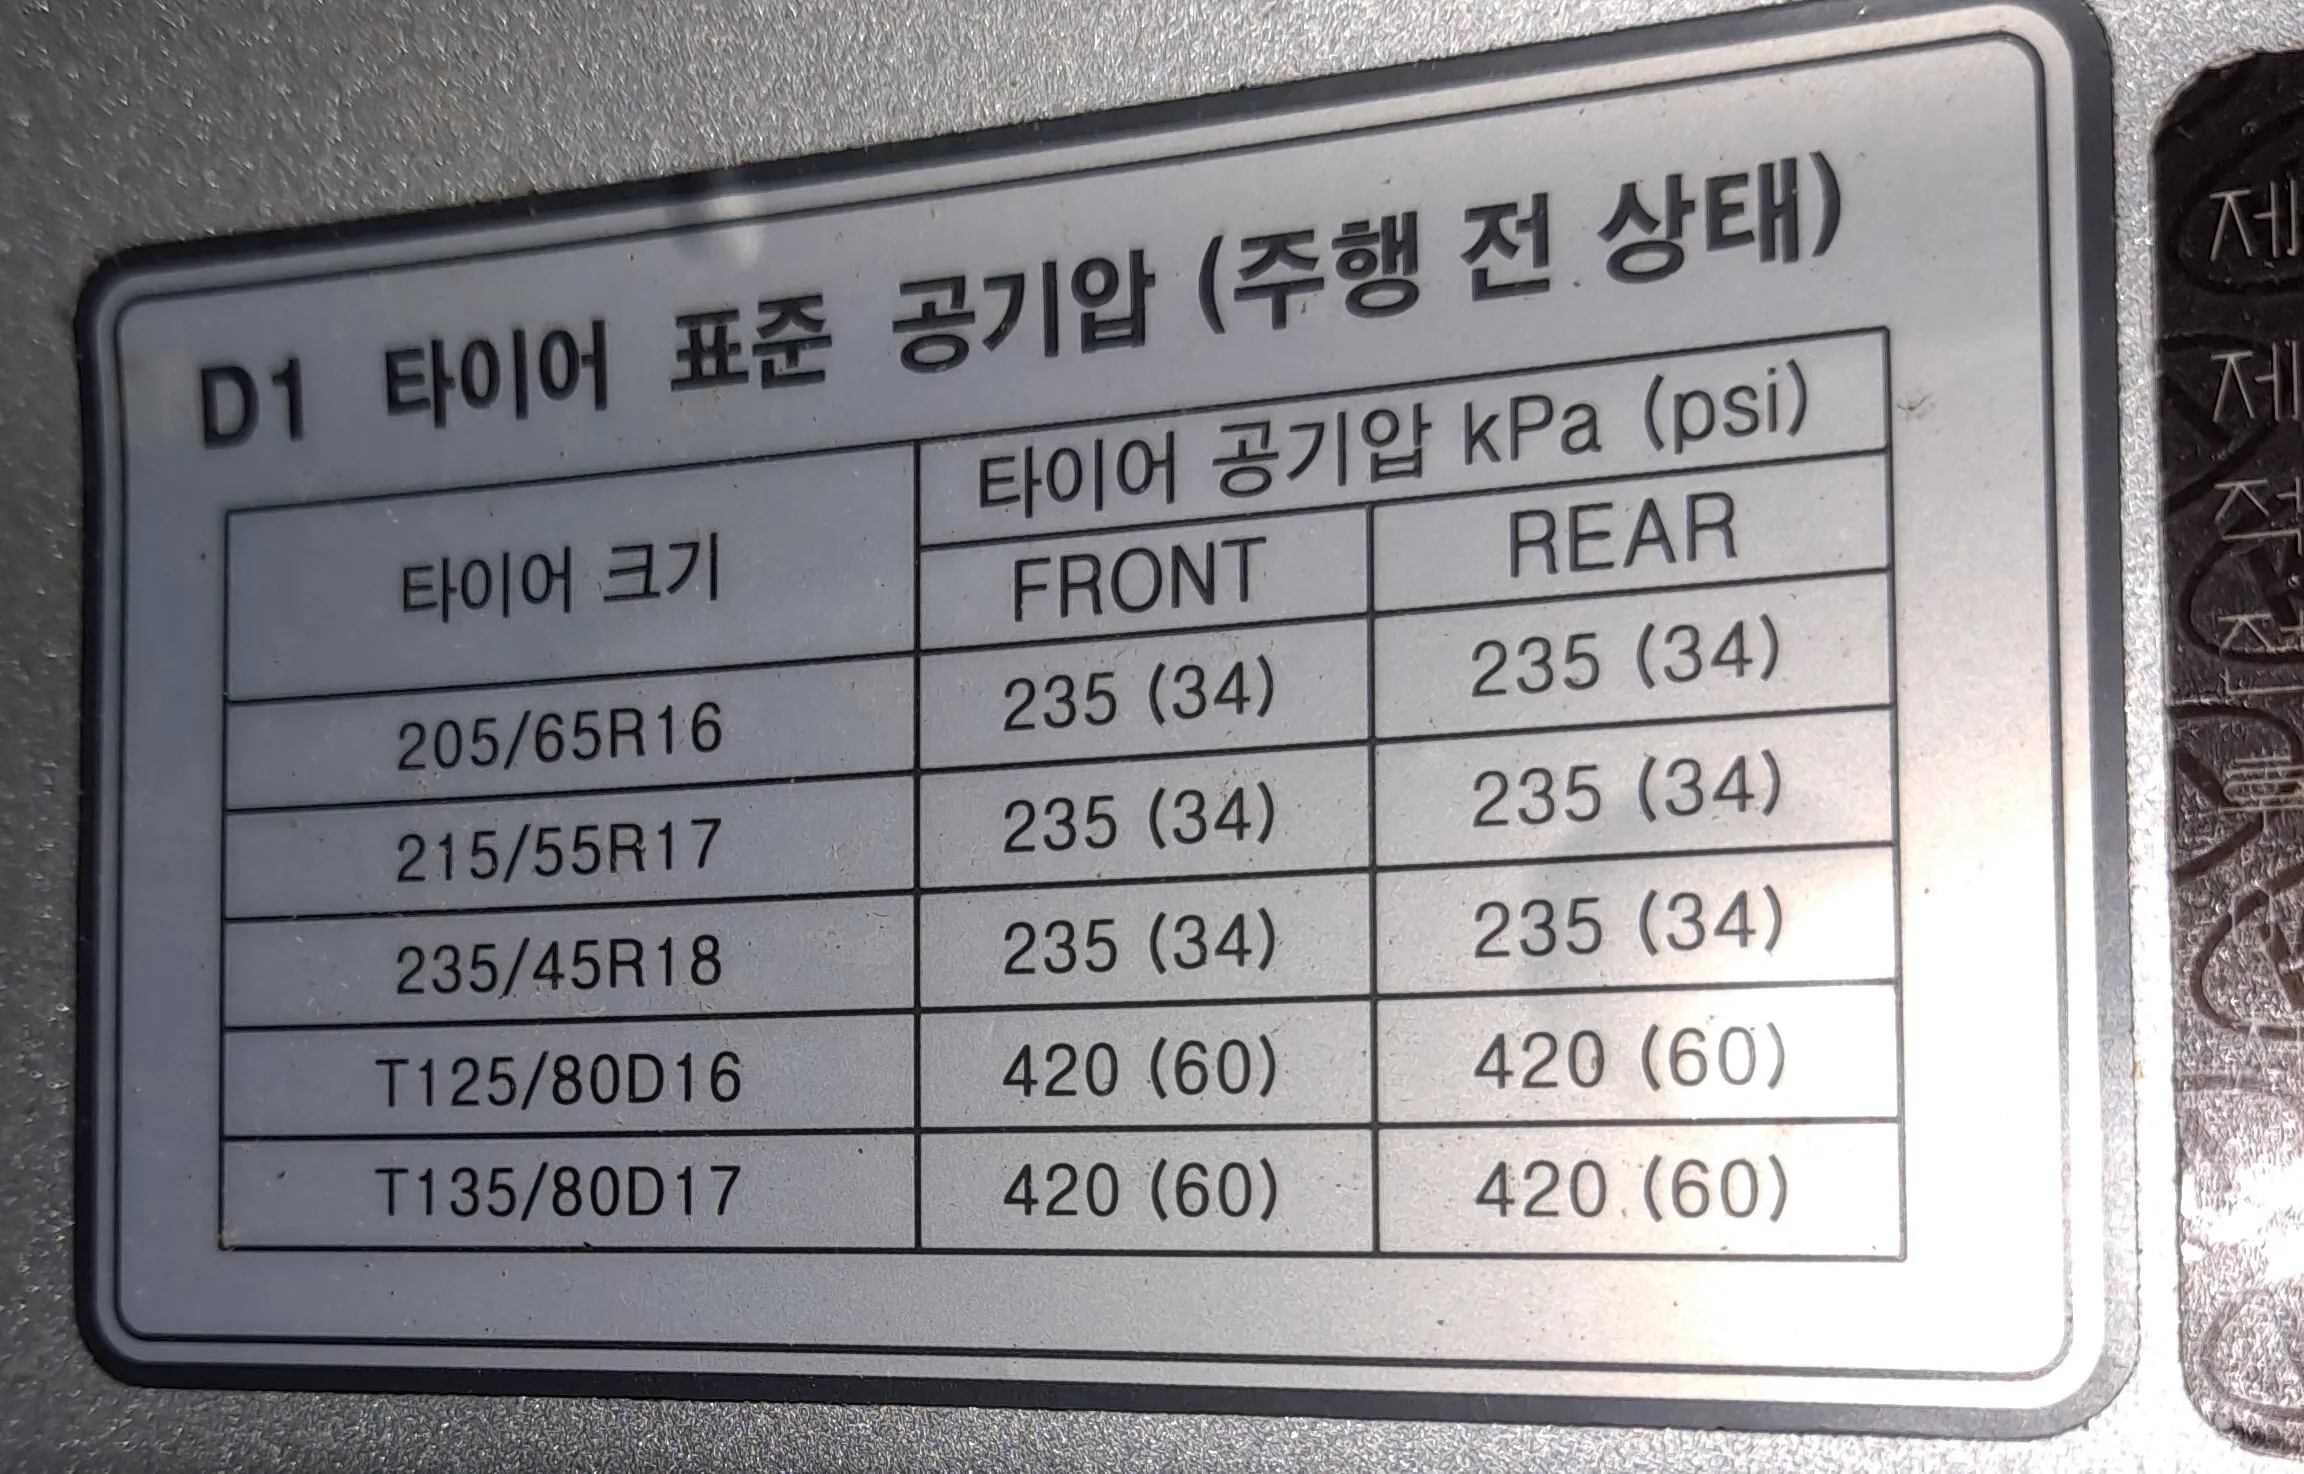 D1 타이어 표준 공기압 (주행 전 상태)
타이어 크기 타이어 공기압 kPa (psi)
FRONT REAR
205/65R16 235 (34) 235 (34)
215/55R17 235 (34) 235 (34)
235/45R18 235 (34) 235 (34)
T125/80D16 420 (60) 420 (60)
T135/80D17 420 (60) 420 (60)
제
제